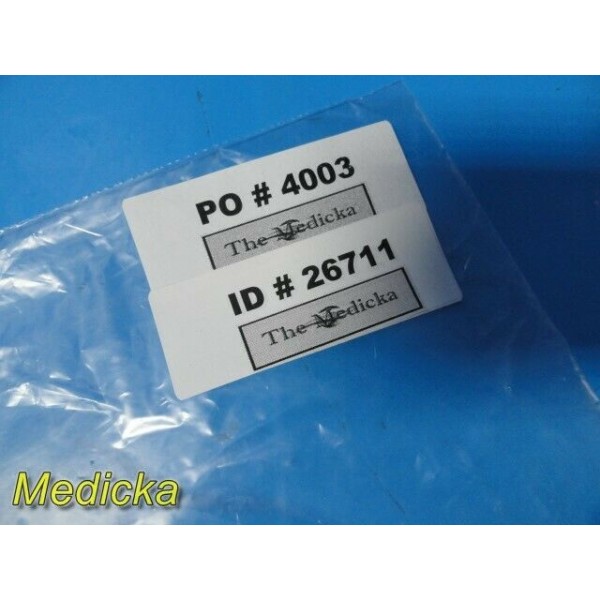 PO # 4003
The Medicka
ID # 26711
The Medicka
Medicka